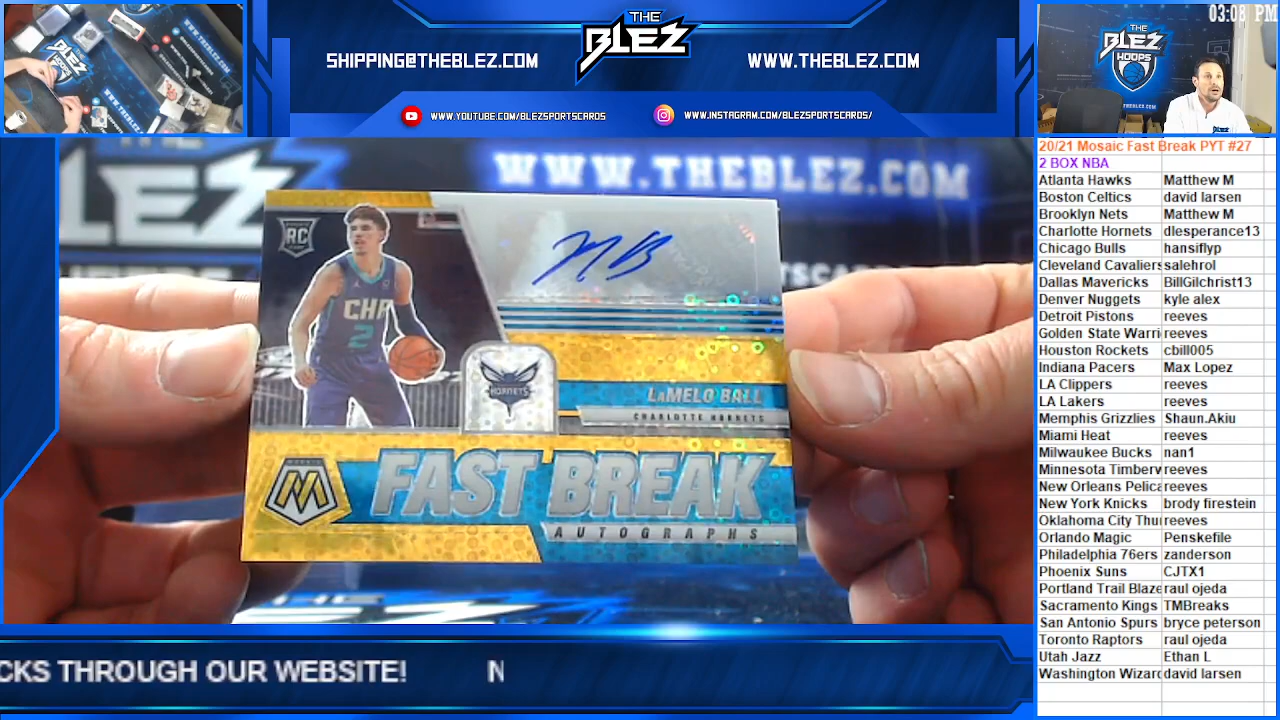 THE
BLEZ
SHIPPING@THEBLEZ.COM
WWW.THEBLEZ.COM
WWW.YOUTUBE.COM/BLEZSPORTSCARDS
WWW.INSTAGRAM.COM/BLEZSPORTSCARDS/
03:08 PM
THE
BLEZ
HOOPS
WWW.THEBLEZ.COM
RC
CHA
2
HORNETS
LAMELO BALL
CHARLOTTE HORNETS
MOSAIC
FAST BREAK
AUTOGRAPHS
CKS THROUGH OUR WEBSITE! N
20/21 Mosaic Fast Break PYT #27
2 BOX NBA
Atlanta Hawks Matthew M
Boston Celtics david larsen
Brooklyn Nets Matthew M
Charlotte Hornets dlesperance13
Chicago Bulls hansiflyp
Cleveland Cavaliers salehrol
Dallas Mavericks BillGilchrist13
Denver Nuggets kyle alex
Detroit Pistons reeves
Golden State Warri reeves
Houston Rockets cbill005
Indiana Pacers Max Lopez
LA Clippers reeves
LA Lakers reeves
Memphis Grizzlies Shaun.Akiu
Miami Heat reeves
Milwaukee Bucks nan1
Minnesota Timberw reeves
New Orleans Pelica reeves
New York Knicks brody firestein
Oklahoma City Thu reeves
Orlando Magic Penskefile
Philadelphia 76ers zanderson
Phoenix Suns CJTX1
Portland Trail Blaze raul ojeda
Sacramento Kings TMBreaks
San Antonio Spurs bryce peterson
Toronto Raptors raul ojeda
Utah Jazz Ethan L
Washington Wizard david larsen